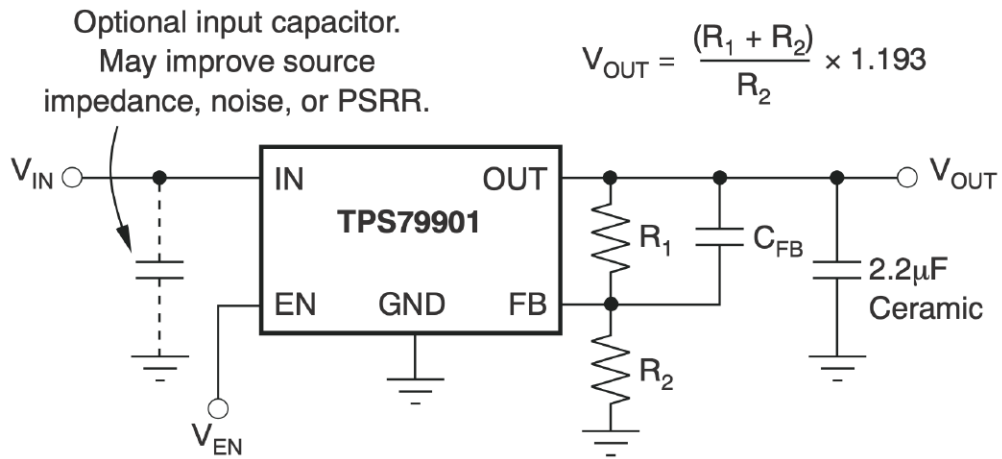 Optional input capacitor.
May improve source
impedance, noise, or PSRR.
V_OUT = (R_1 + R_2) / R_2 × 1.193
V_IN
IN
OUT
V_OUT
TPS79901
R_1
C_FB
2.2μF
Ceramic
EN
GND
FB
R_2
V_EN